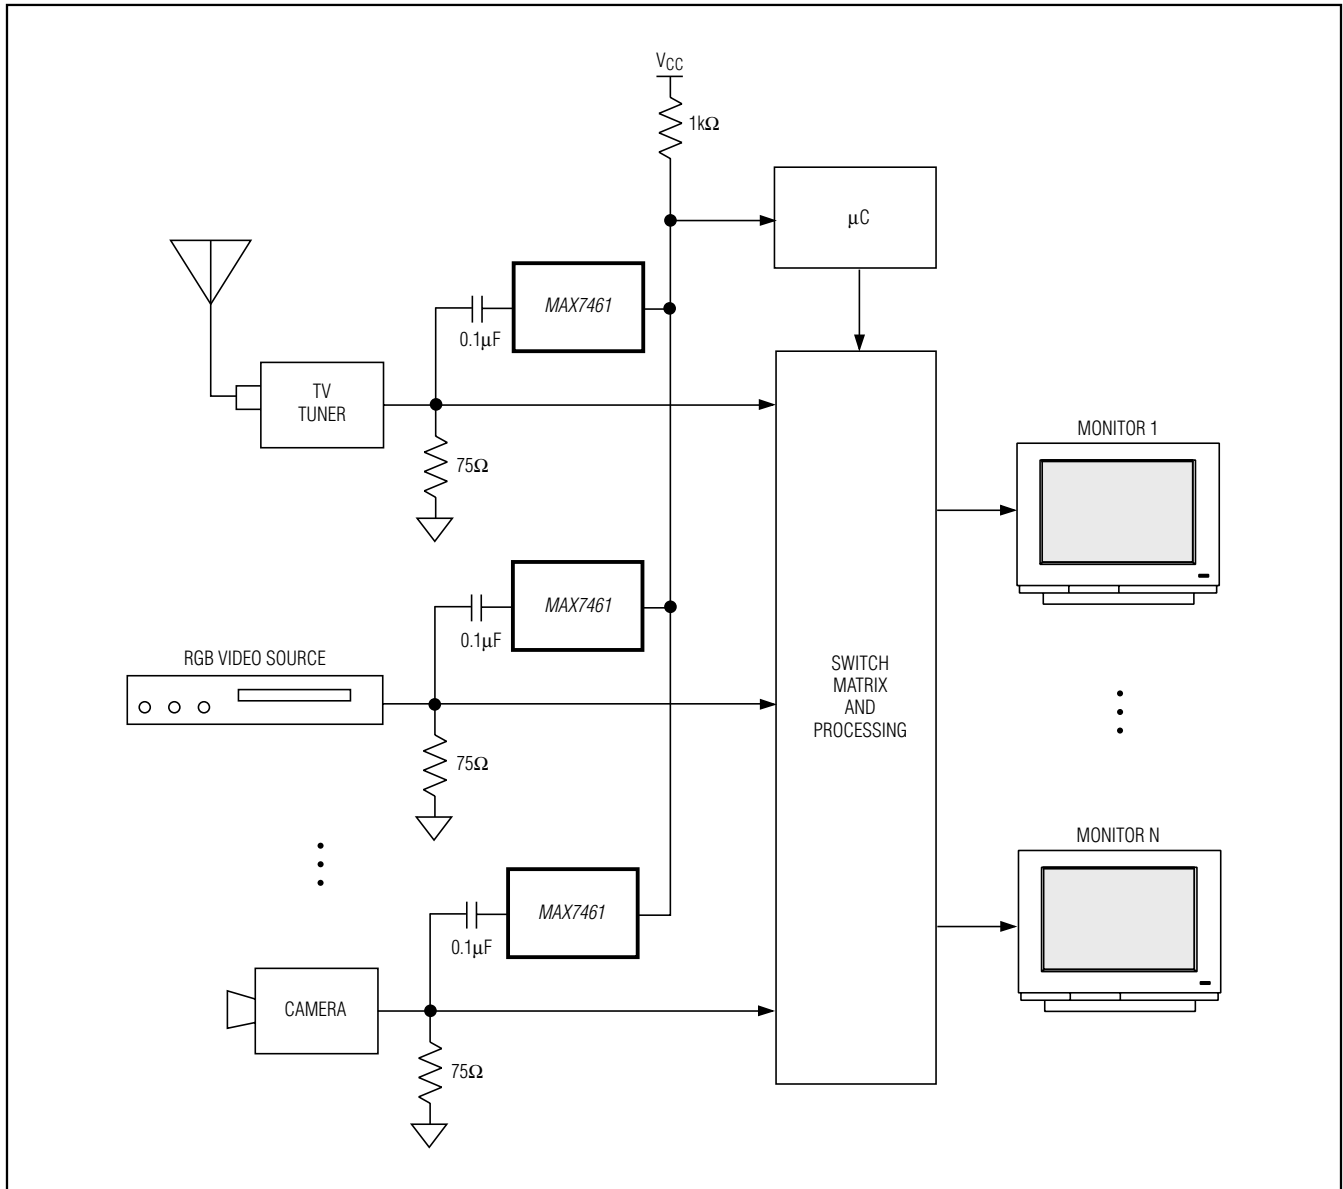 VCC
1kΩ
μC
MAX7461
0.1μF
TV
TUNER
75Ω
MONITOR 1
MAX7461
0.1μF
RGB VIDEO SOURCE
75Ω
SWITCH
MATRIX
AND
PROCESSING
MONITOR N
MAX7461
0.1μF
CAMERA
75Ω